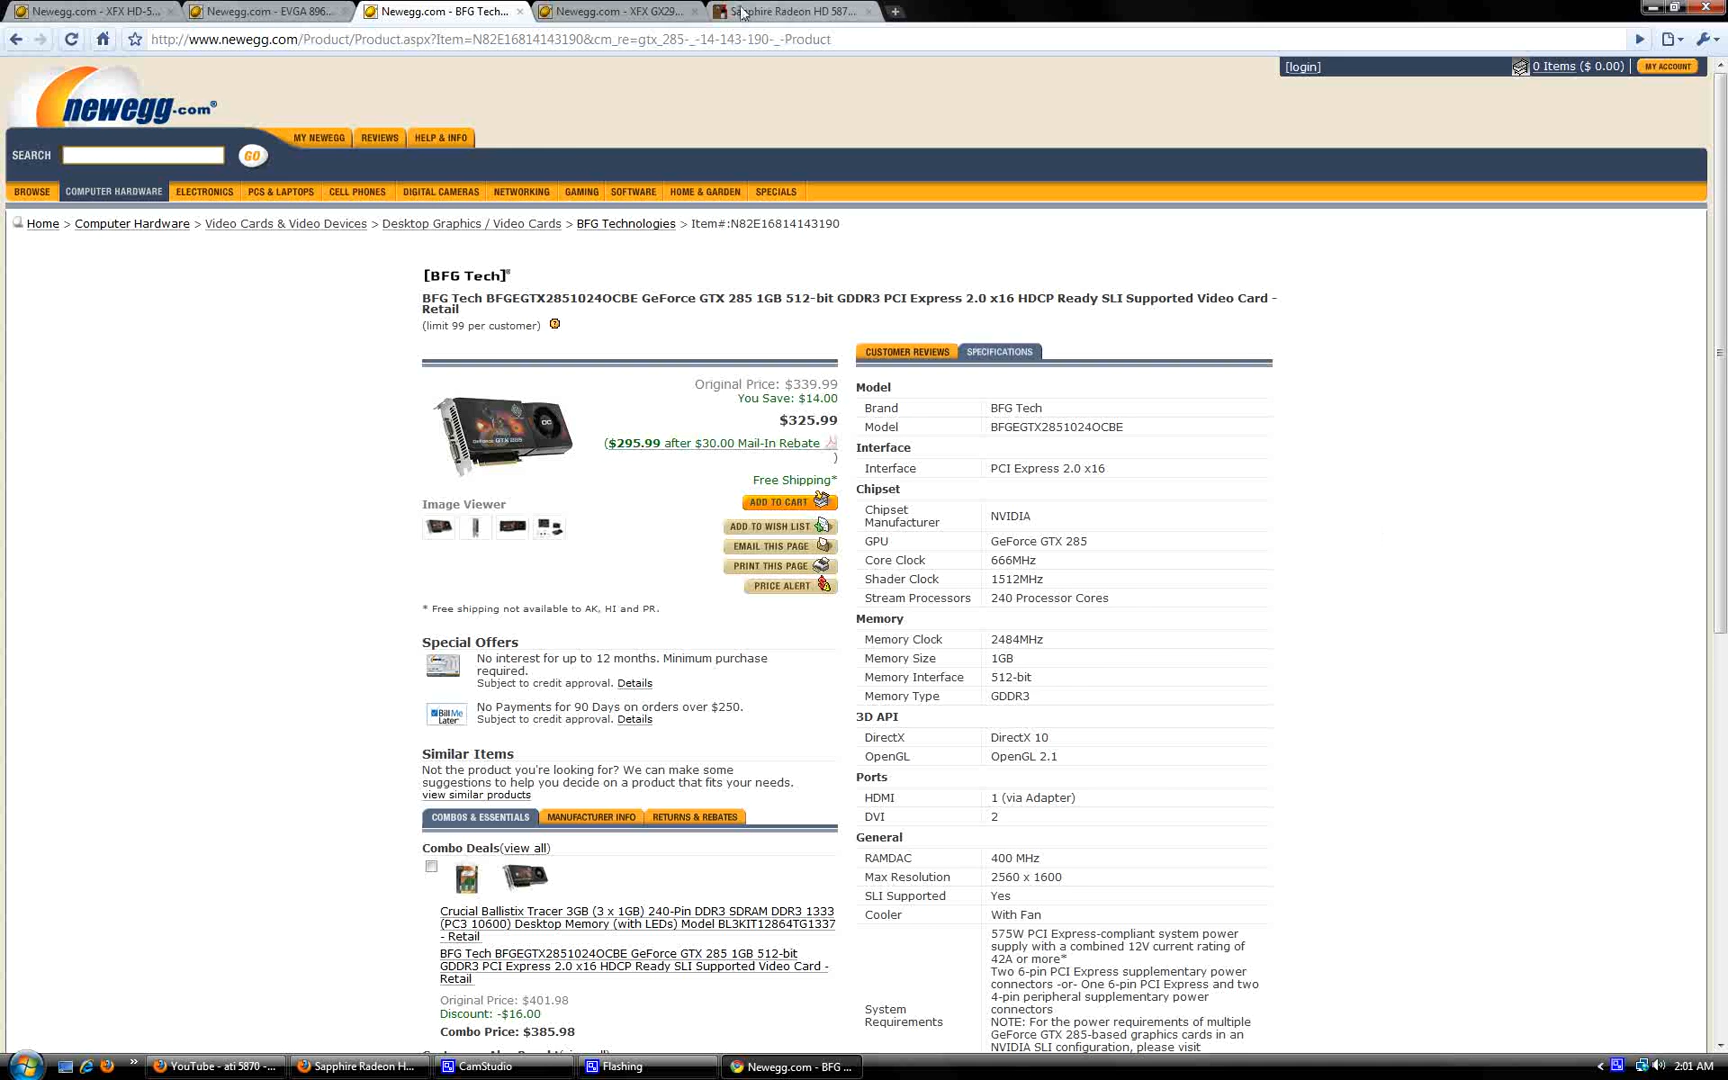 Newegg.com - XFX HD-5...
Newegg.com - EVGA 896...
Newegg.com - BFG Tech...
Newegg.com - XFX GX29...
Sapphire Radeon HD 587...
http://www.newegg.com/Product/Product.aspx?Item=N82E16814143190&cm_re=gtx_285-_-14-143-190-_-Product
[login]
0 Items ($ 0.00)
MY ACCOUNT
newegg.com®
MY NEWEGG
REVIEWS
HELP & INFO
SEARCH
GO
BROWSE
COMPUTER HARDWARE
ELECTRONICS
PCS & LAPTOPS
CELL PHONES
DIGITAL CAMERAS
NETWORKING
GAMING
SOFTWARE
HOME & GARDEN
SPECIALS
Home > Computer Hardware > Video Cards & Video Devices > Desktop Graphics / Video Cards > BFG Technologies > Item#:N82E16814143190
[BFG Tech]®
BFG Tech BFGEGTX2851024OCBE GeForce GTX 285 1GB 512-bit GDDR3 PCI Express 2.0 x16 HDCP Ready SLI Supported Video Card -
Retail
(limit 99 per customer)
Original Price: $339.99
You Save: $14.00
$325.99
($295.99 after $30.00 Mail-In Rebate
)
Free Shipping*
ADD TO CART
Image Viewer
ADD TO WISH LIST
EMAIL THIS PAGE
PRINT THIS PAGE
PRICE ALERT
* Free shipping not available to AK, HI and PR.
Special Offers
No interest for up to 12 months. Minimum purchase
required.
Subject to credit approval. Details
Bill Me Later
No Payments for 90 Days on orders over $250.
Subject to credit approval. Details
Similar Items
Not the product you're looking for? We can make some
suggestions to help you decide on a product that fits your needs.
view similar products
COMBOS & ESSENTIALS
MANUFACTURER INFO
RETURNS & REBATES
Combo Deals(view all)
Crucial Ballistix Tracer 3GB (3 x 1GB) 240-Pin DDR3 SDRAM DDR3 1333
(PC3 10600) Desktop Memory (with LEDs) Model BL3KIT12864TG1337
- Retail
BFG Tech BFGEGTX2851024OCBE GeForce GTX 285 1GB 512-bit
GDDR3 PCI Express 2.0 x16 HDCP Ready SLI Supported Video Card -
Retail
Original Price: $401.98
Discount: -$16.00
Combo Price: $385.98
CUSTOMER REVIEWS
SPECIFICATIONS
Model
Brand BFG Tech
Model BFGEGTX2851024OCBE
Interface
Interface PCI Express 2.0 x16
Chipset
Chipset
Manufacturer NVIDIA
GPU GeForce GTX 285
Core Clock 666MHz
Shader Clock 1512MHz
Stream Processors 240 Processor Cores
Memory
Memory Clock 2484MHz
Memory Size 1GB
Memory Interface 512-bit
Memory Type GDDR3
3D API
DirectX DirectX 10
OpenGL OpenGL 2.1
Ports
HDMI 1 (via Adapter)
DVI 2
General
RAMDAC 400 MHz
Max Resolution 2560 x 1600
SLI Supported Yes
Cooler With Fan
System
Requirements
575W PCI Express-compliant system power
supply with a combined 12V current rating of
42A or more*
Two 6-pin PCI Express supplementary power
connectors -or- One 6-pin PCI Express and two
4-pin peripheral supplementary power
connectors
NOTE: For the power requirements of multiple
GeForce GTX 285-based graphics cards in an
NVIDIA SLI configuration, please visit
YouTube - ati 5870 -...
Sapphire Radeon H...
CamStudio
Flashing
Newegg.com - BFG ...
2:01 AM